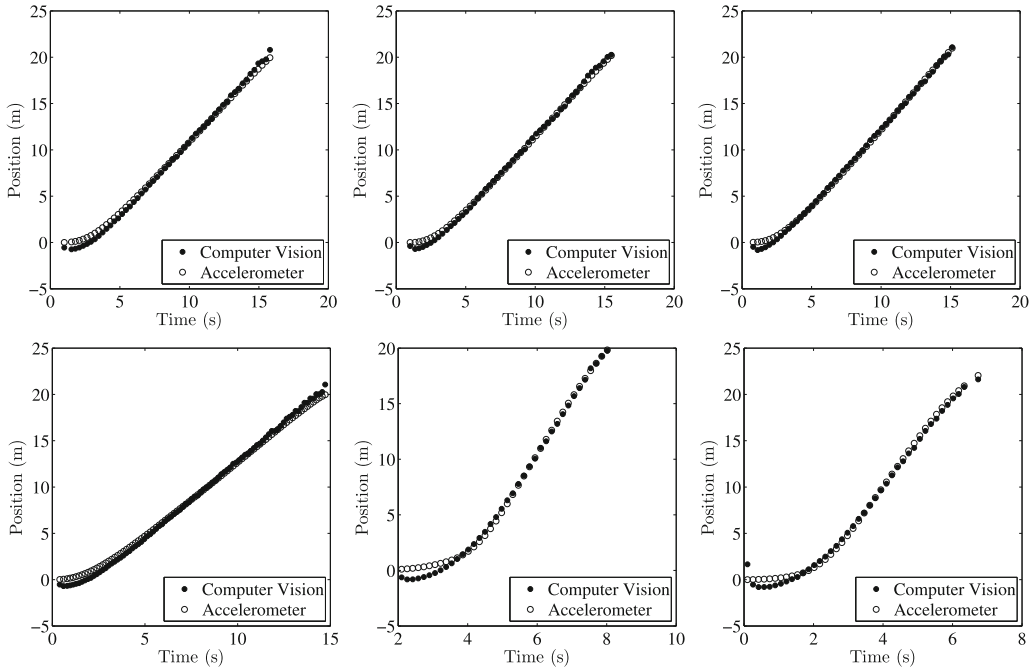 25
20
15
10
5
0
−5
0 5 10 15 20
Position (m)
Time (s)
Computer Vision
Accelerometer
25
20
15
10
5
0
−5
0 5 10 15 20
Position (m)
Time (s)
Computer Vision
Accelerometer
25
20
15
10
5
0
−5
0 5 10 15 20
Position (m)
Time (s)
Computer Vision
Accelerometer
25
20
15
10
5
0
−5
0 5 10 15
Position (m)
Time (s)
Computer Vision
Accelerometer
20
15
10
5
0
−5
2 4 6 8 10
Position (m)
Time (s)
Computer Vision
Accelerometer
25
20
15
10
5
0
−5
0 2 4 6 8
Position (m)
Time (s)
Computer Vision
Accelerometer